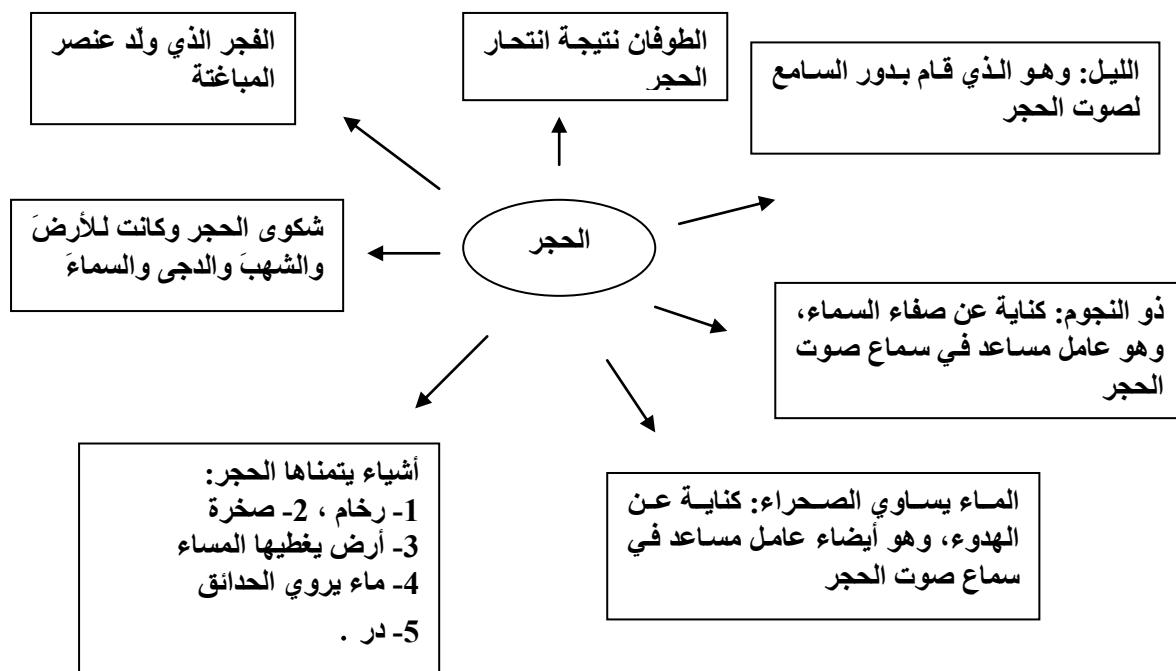 الليل: وهو الذي قام بدور السامع
لصوت الحجر
الطوفان نتيجة انتحار
الحجر
الفجر الذي ولّد عنصر
المباغتة
شكوى الحجر وكانت للأرضَ
والشهبَ والدجى والسماءَ
الحجر
ذو النجوم: كناية عن صفاء السماء،
وهو عامل مساعد في سماع صوت
الحجر
الماء يساوي الصحراء: كناية عن
الهدوء، وهو أيضاء عامل مساعد في
سماع صوت الحجر
أشياء يتمناها الحجر:
1- رخام ، 2- صخرة
3- أرض يغطيها المساء
4- ماء يروي الحدائق
5- در .